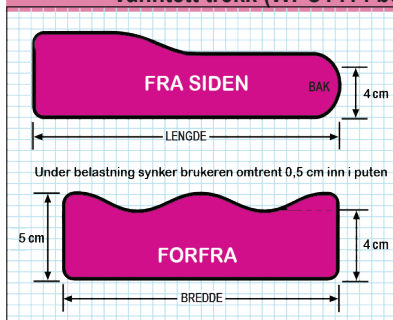 FRA SIDEN
BAK
4 cm
LENGDE
Under belastning synker brukeren omtrent 0,5 cm inn i puten
5 cm
4 cm
FORFRA
BREDDE